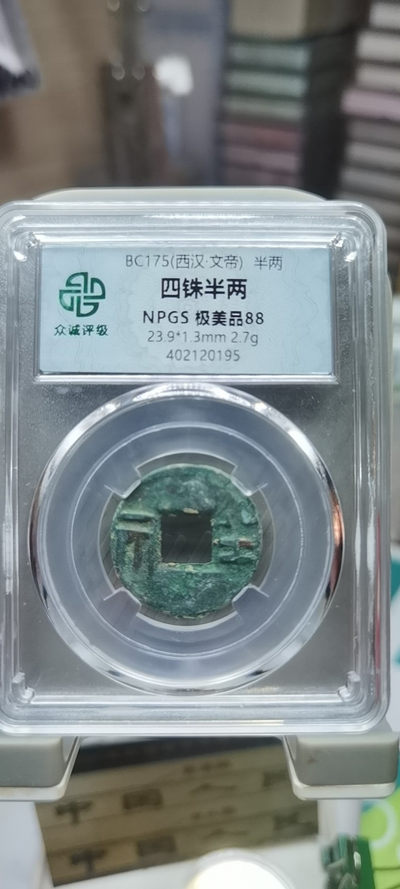 BC175(西汉·文帝) 半两
四铢半两
NPGS 极美品88
23.9*1.3mm 2.7g
402120195
众诚评级